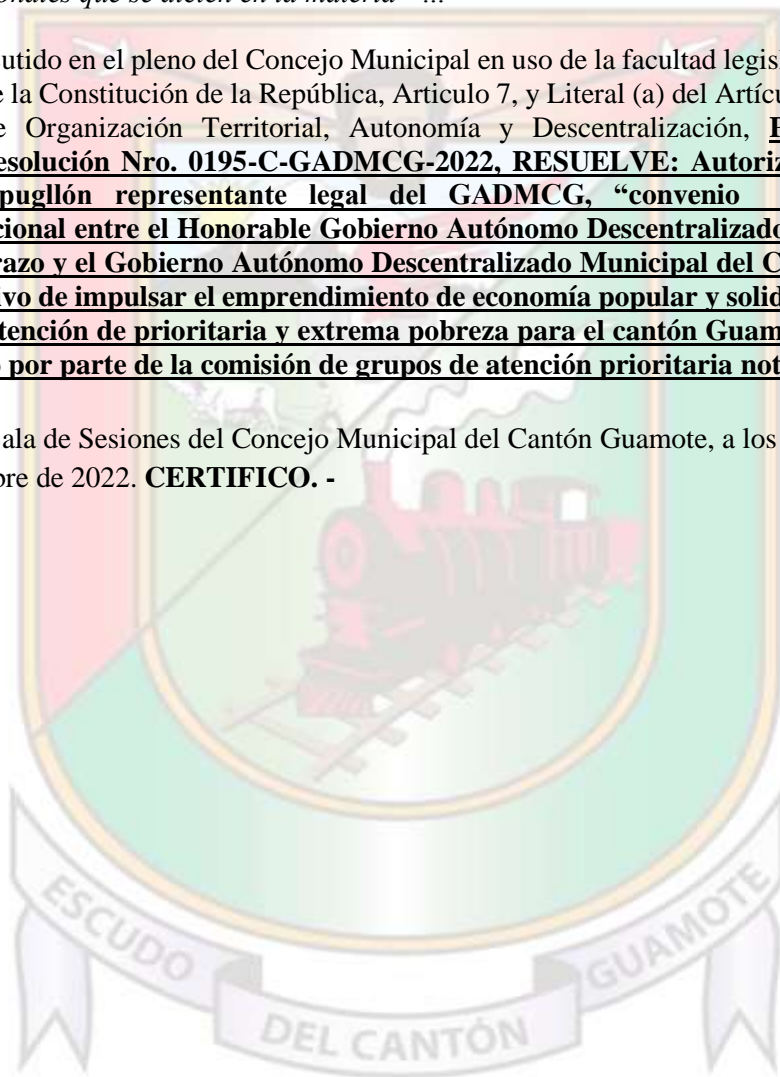 onales que se dicten en la materia" ...
utido en el pleno del Concejo Municipal en uso de la facultad legisl
e la Constitución de la República, Articulo 7, y Literal (a) del Artícu
e Organización Territorial, Autonomía y Descentralización,
esolución Nro. 0195-C-GADMCG-2022, RESUELVE: Autoriz
pugllón representante legal del GADMCG, “convenio
cional entre el Honorable Gobierno Autónomo Descentralizado
razo y el Gobierno Autónomo Descentralizado Municipal del C
ivo de impulsar el emprendimiento de economía popular y solid
tención de prioritaria y extrema pobreza para el cantón Guam
o por parte de la comisión de grupos de atención prioritaria not
ala de Sesiones del Concejo Municipal del Cantón Guamote, a los
bre de 2022. CERTIFICO. -
ESCUDO
DEL CANTÓN
GUAMOTE